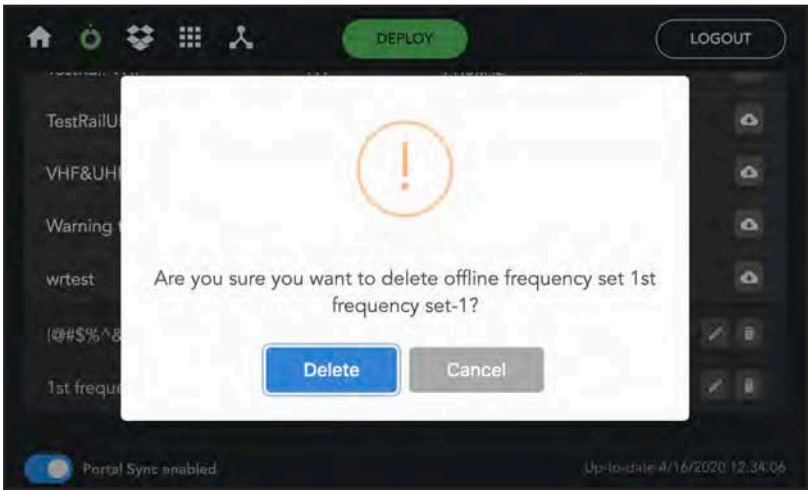 DEPLOY
LOGOUT
TestRailU
VHF&UH
Warning
wrtest
Are you sure you want to delete offline frequency set 1st
frequency set-1?
!@#$%^&
1st freque
Delete
Cancel
Portal Sync enabled
Up-to-date 4/16/2020 12:34:06